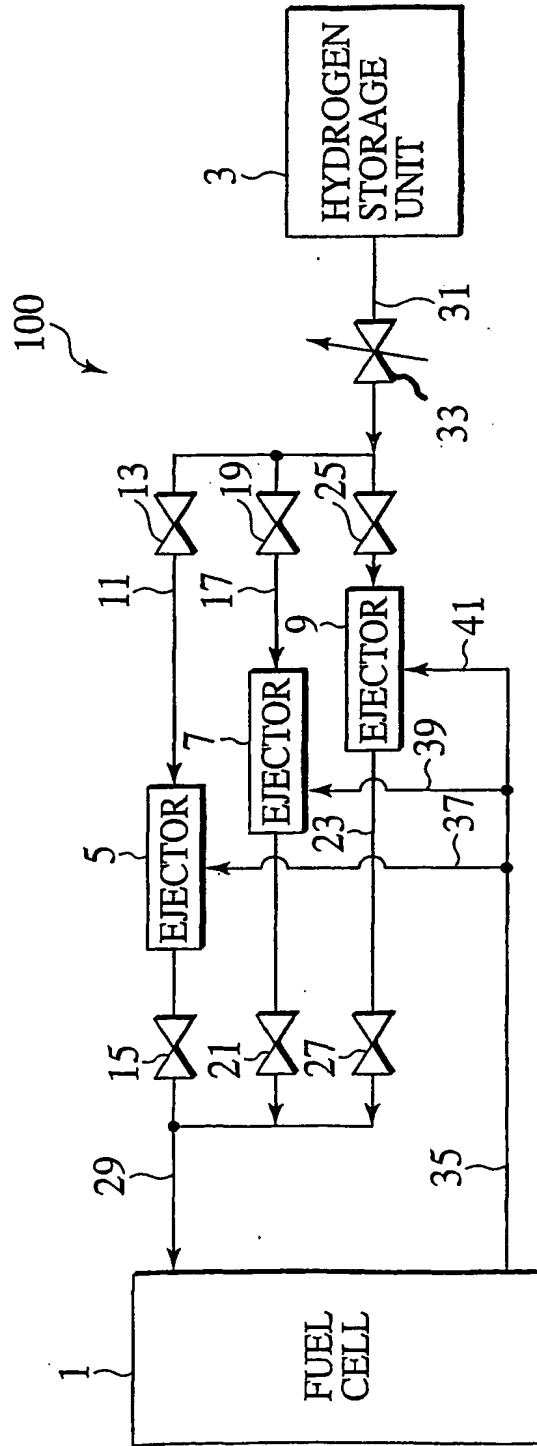 100
3
HYDROGEN
STORAGE
UNIT
31
33
13
11
19
17
25
9
EJECTOR
41
7
EJECTOR
39
23
5
EJECTOR
37
15
21
27
29
35
1
FUEL
CELL